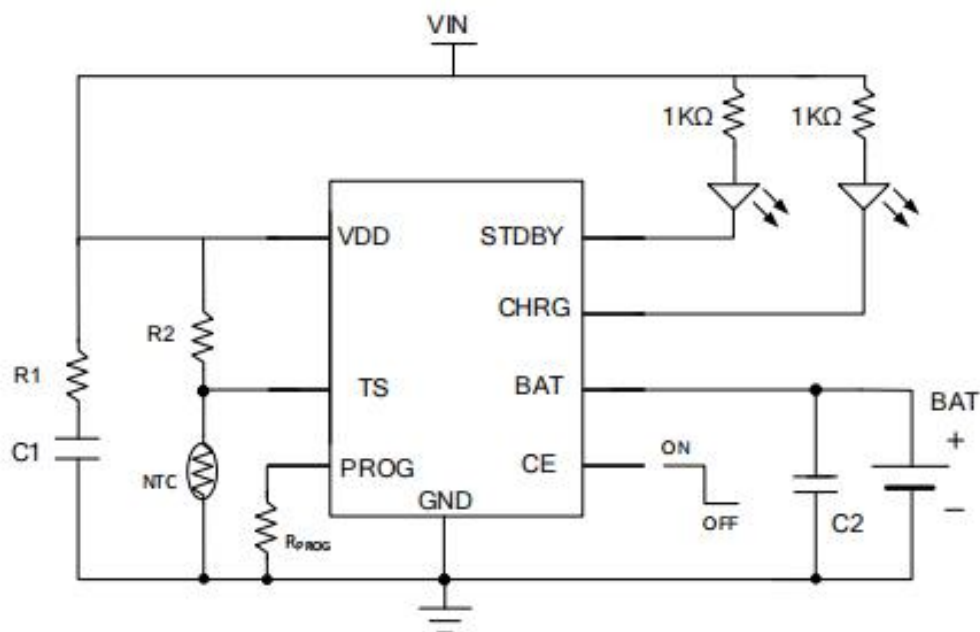 VIN
1KΩ 1KΩ
VDD STDBY
CHRG
R2
R1 TS BAT BAT
+
C1 NTC PROG CE ON
GND OFF C2 −
RPROG